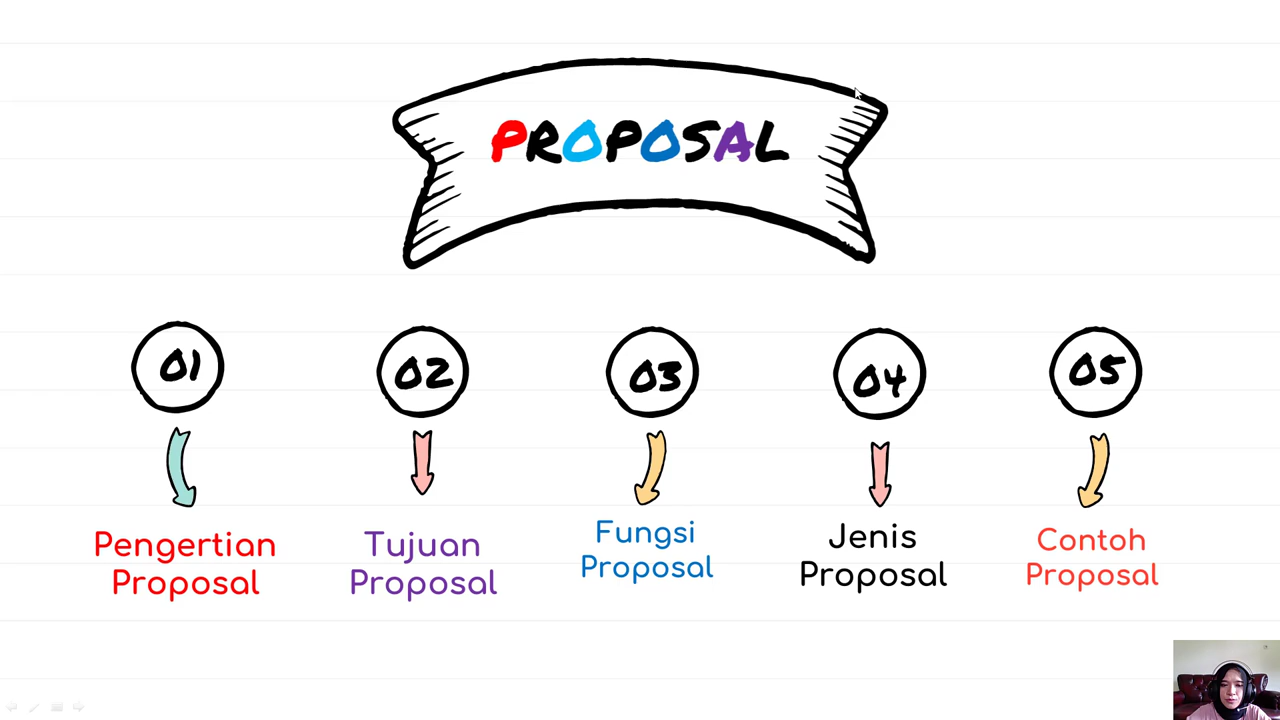 PROPOSAL
01
02
03
04
05
Pengertian
Proposal
Tujuan
Proposal
Fungsi
Proposal
Jenis
Proposal
Contoh
Proposal